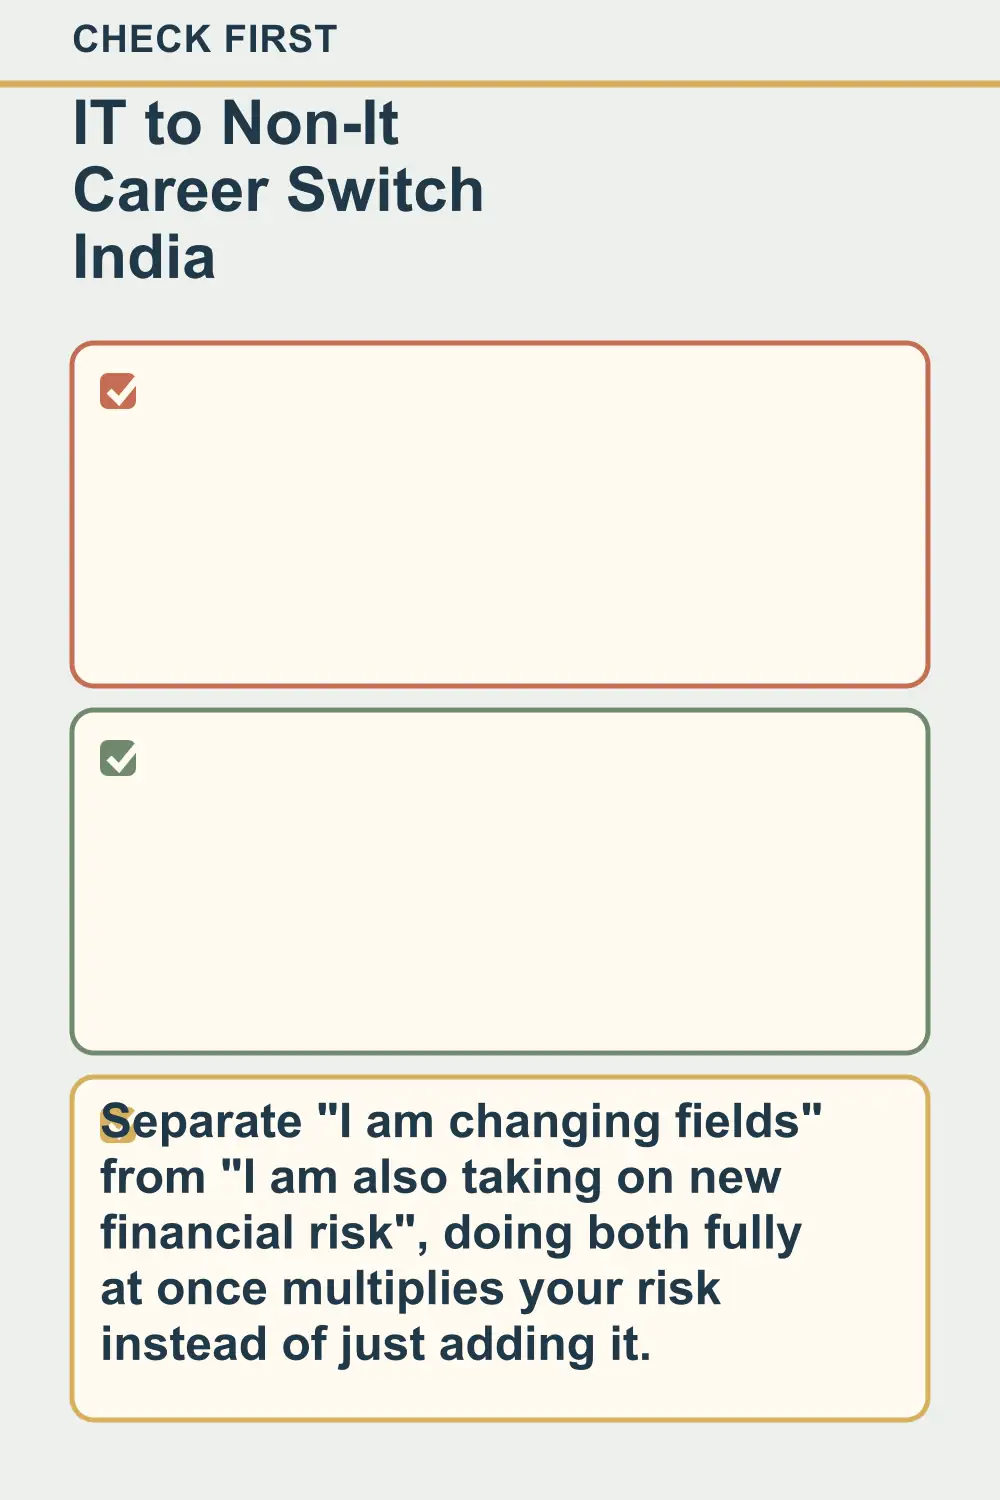 CHECK FIRST
IT to Non-It
Career Switch
India
Separate "I am changing fields"
from "I am also taking on new
financial risk", doing both fully
at once multiplies your risk
instead of just adding it.